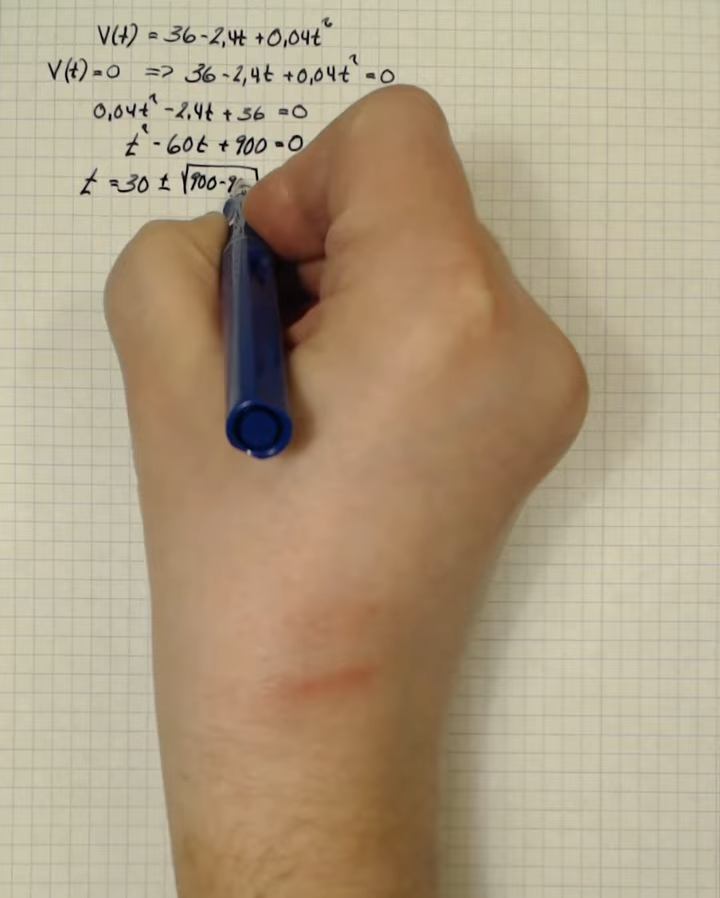 V(t) = 36 - 2,4t + 0,04t²
V(t) = 0 => 36 - 2,4t + 0,04t² = 0
0,04t² - 2,4t + 36 = 0
t² - 60t + 900 = 0
t = 30 ± √900-9